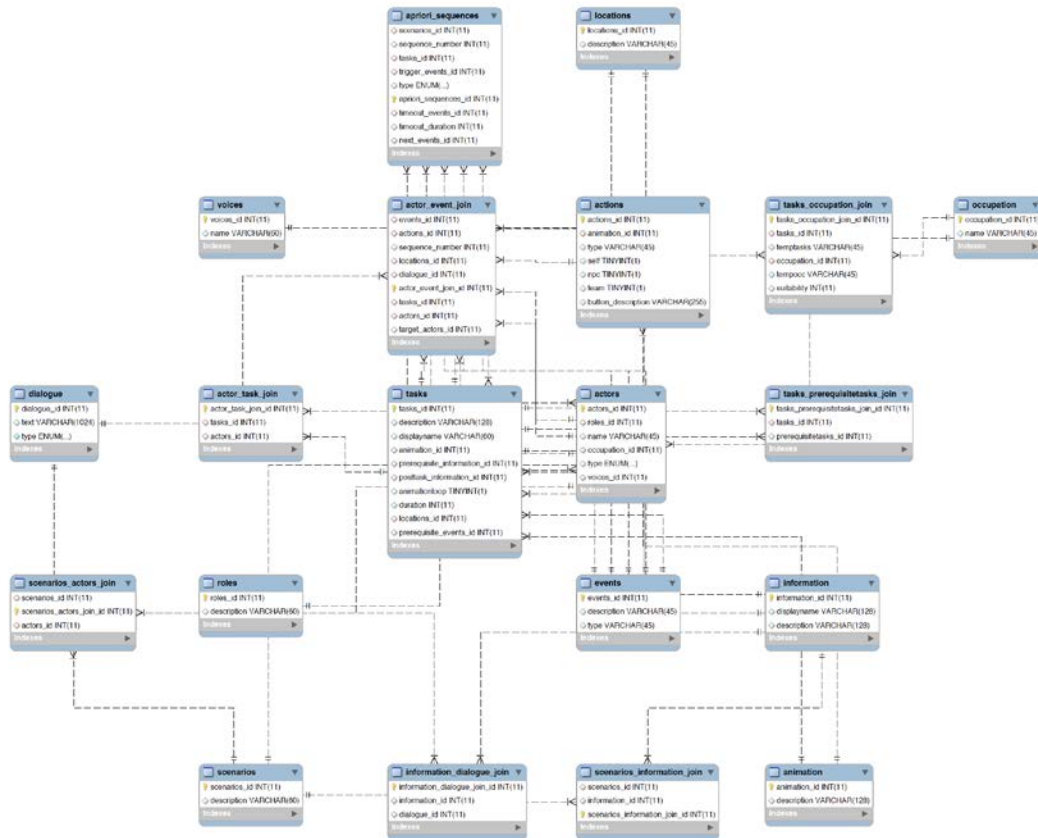 apriori_sequences
scenarios_id INT(11)
sequence_number INT(11)
tasks_id INT(11)
trigger_events_id INT(11)
type ENUM(...)
apriori_sequences_id INT(11)
timeout_events_id INT(11)
timeout_duration INT(11)
next_events_id INT(11)
Indexes
locations
locations_id INT(11)
description VARCHAR(45)
Indexes
voices
voices_id INT(11)
name VARCHAR(60)
Indexes
actor_event_join
events_id INT(11)
actions_id INT(11)
sequence_number INT(11)
locations_id INT(11)
dialogue_id INT(11)
actor_event_join_id INT(11)
tasks_id INT(11)
actors_id INT(11)
target_actors_id INT(11)
Indexes
actions
actions_id INT(11)
animation_id INT(11)
type VARCHAR(45)
self TINYINT(1)
npc TINYINT(1)
team TINYINT(1)
button_description VARCHAR(255)
Indexes
tasks_occupation_join
tasks_occupation_join_id INT(11)
tasks_id INT(11)
temptasks VARCHAR(45)
occupation_id INT(11)
tempocc VARCHAR(45)
suitability INT(11)
Indexes
occupation
occupation_id INT(11)
name VARCHAR(45)
Indexes
dialogue
dialogue_id INT(11)
text VARCHAR(1024)
type ENUM(...)
Indexes
actor_task_join
actor_task_join_id INT(11)
tasks_id INT(11)
actors_id INT(11)
Indexes
tasks
tasks_id INT(11)
description VARCHAR(128)
displayname VARCHAR(60)
animation_id INT(11)
prerequisite_information_id INT(11)
posttask_information_id INT(11)
animationloop TINYINT(1)
duration INT(11)
locations_id INT(11)
prerequisite_events_id INT(11)
Indexes
actors
actors_id INT(11)
roles_id INT(11)
name VARCHAR(45)
occupation_id INT(11)
type ENUM(...)
voices_id INT(11)
Indexes
tasks_prerequisitetasks_join
tasks_prerequisitetasks_join_id INT(11)
tasks_id INT(11)
prerequisitetasks_id INT(11)
Indexes
scenarios_actors_join
scenarios_id INT(11)
scenarios_actors_join_id INT(11)
actors_id INT(11)
Indexes
roles
roles_id INT(11)
description VARCHAR(60)
Indexes
events
events_id INT(11)
description VARCHAR(45)
type VARCHAR(45)
Indexes
information
information_id INT(11)
displayname VARCHAR(128)
description VARCHAR(128)
Indexes
scenarios
scenarios_id INT(11)
description VARCHAR(60)
Indexes
information_dialogue_join
information_dialogue_join_id INT(11)
information_id INT(11)
dialogue_id INT(11)
Indexes
scenarios_information_join
scenarios_id INT(11)
information_id INT(11)
scenarios_information_join_id INT(11)
Indexes
animation
animation_id INT(11)
description VARCHAR(128)
Indexes